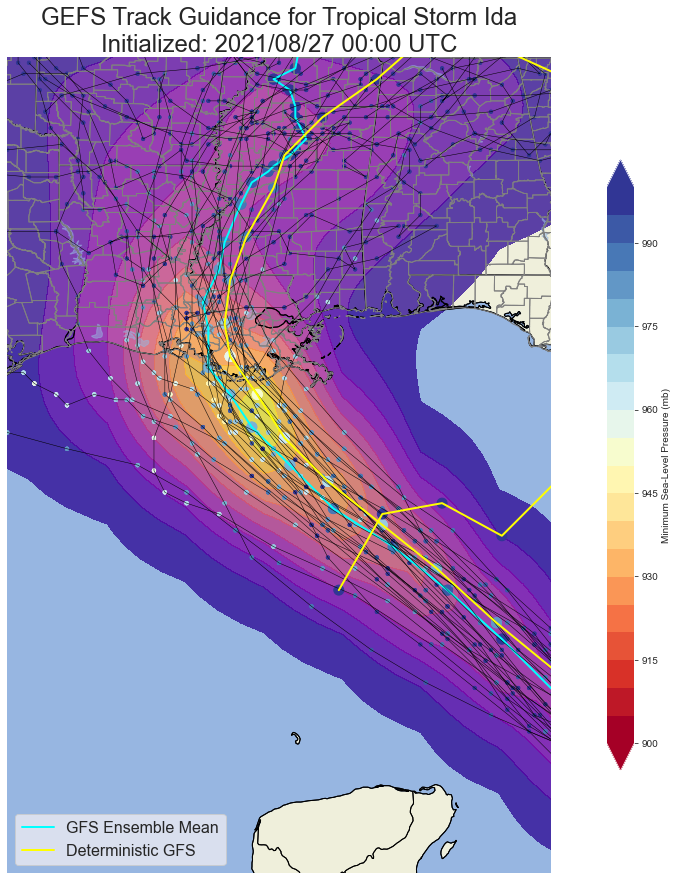 GEFS Track Guidance for Tropical Storm Ida
Initialized: 2021/08/27 00:00 UTC
990
975
960
945
930
915
900
Minimum Sea-Level Pressure (mb)
GFS Ensemble Mean
Deterministic GFS